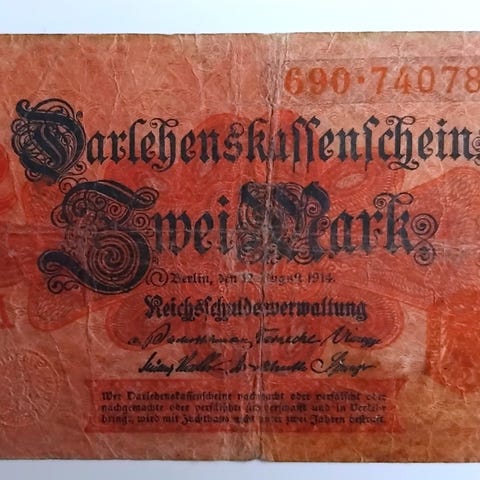 690·74078
Darlehenskassenschein
Zwei Mark
Berlin, den 12. August 1914.
Reichsschuldenverwaltung
Wer Darlehenskassenscheine nachmacht oder verfälscht oder
nachgemachte oder verfälschte sich verschafft und in Verkehr
bringt, wird mit Zuchthaus nicht unter zwei Jahren bestraft.